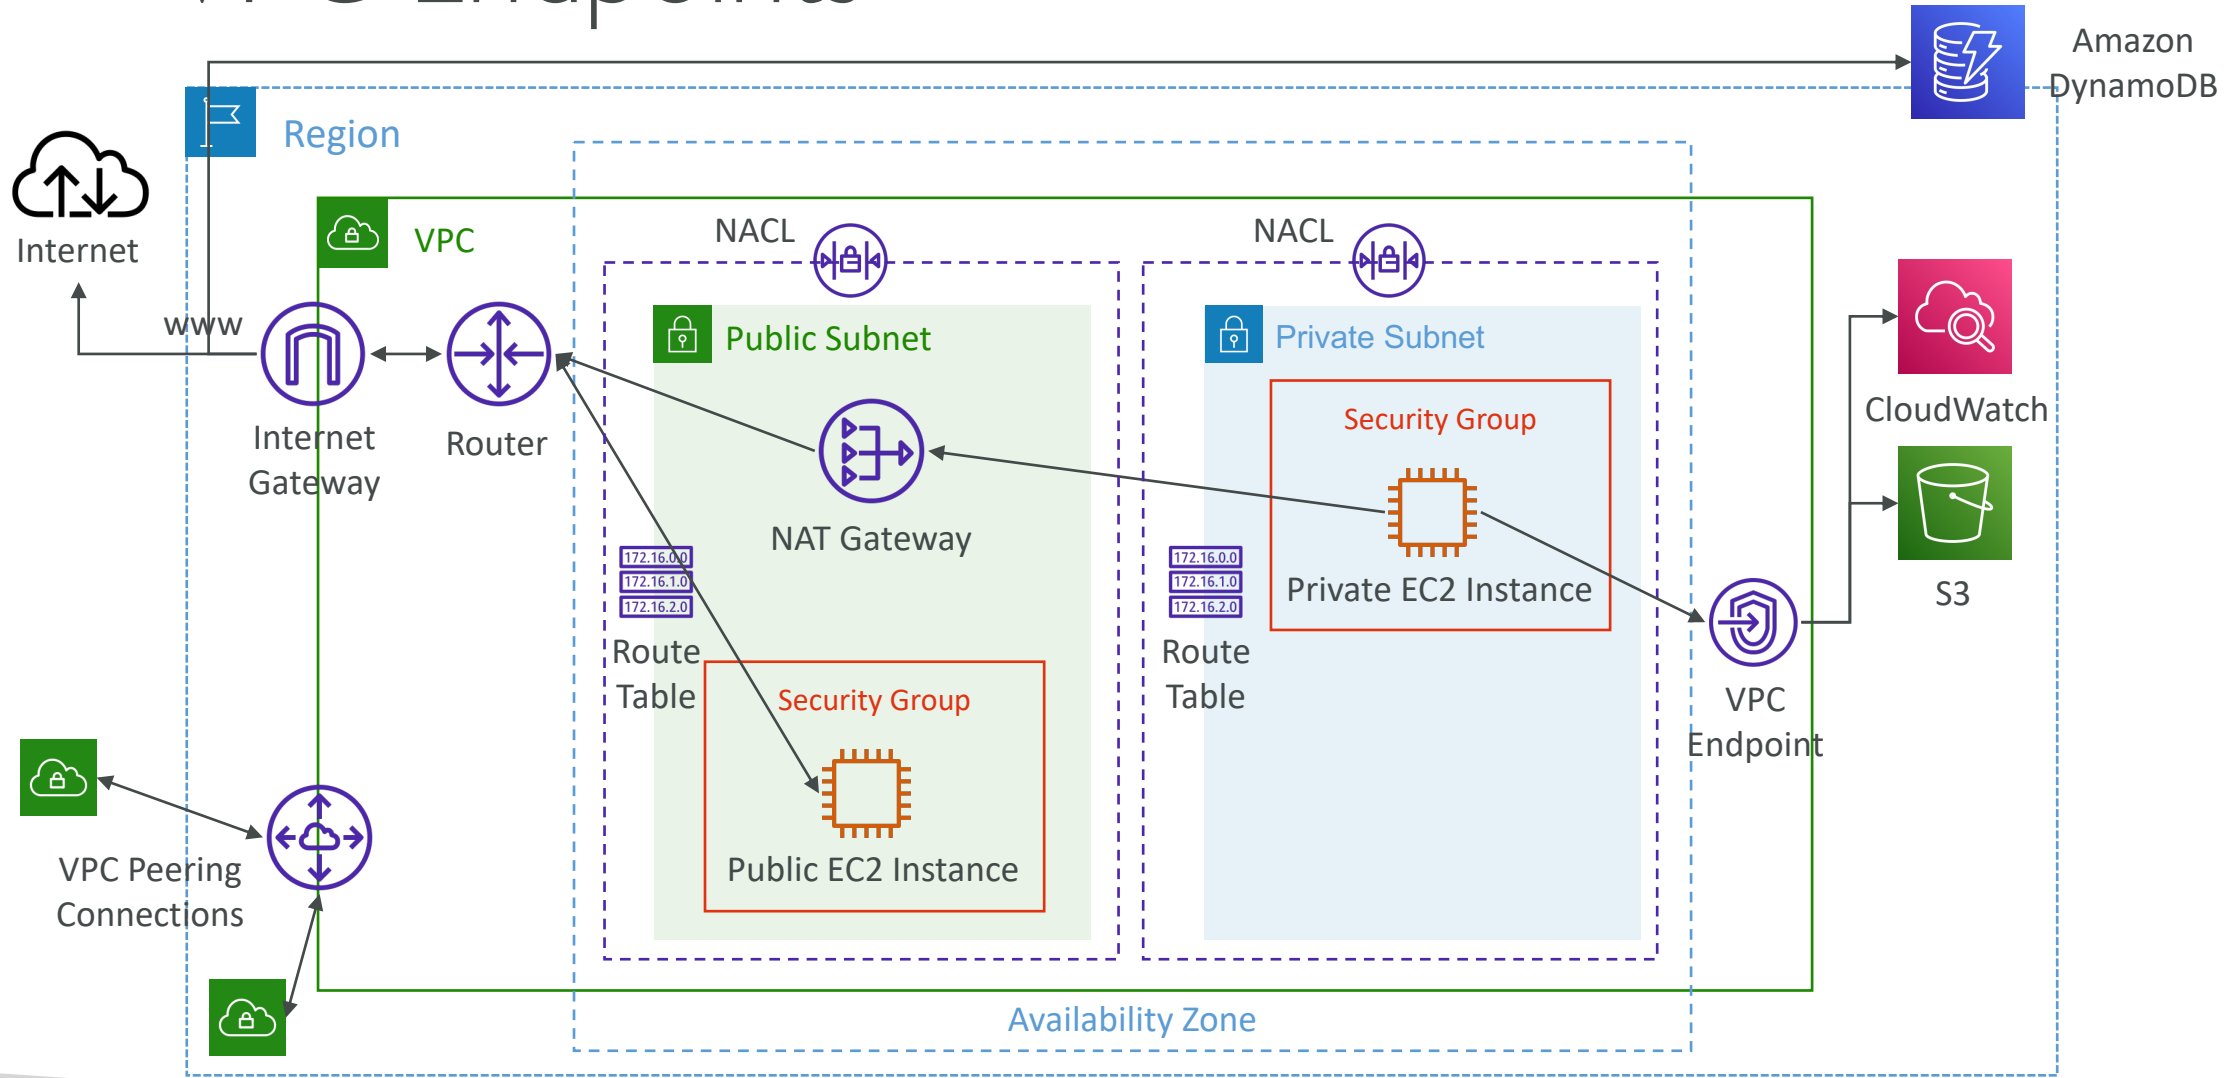 VPC Endpoints
Amazon
DynamoDB
Region
Internet
VPC
NACL
NACL
www
Public Subnet
Private Subnet
Internet
Gateway
Router
Security Group
CloudWatch
NAT Gateway
172.16.0.0
172.16.1.0
172.16.2.0
172.16.0.0
172.16.1.0
172.16.2.0
Private EC2 Instance
S3
Route
Table
Route
Table
Security Group
VPC
Endpoint
VPC Peering
Connections
Public EC2 Instance
Availability Zone